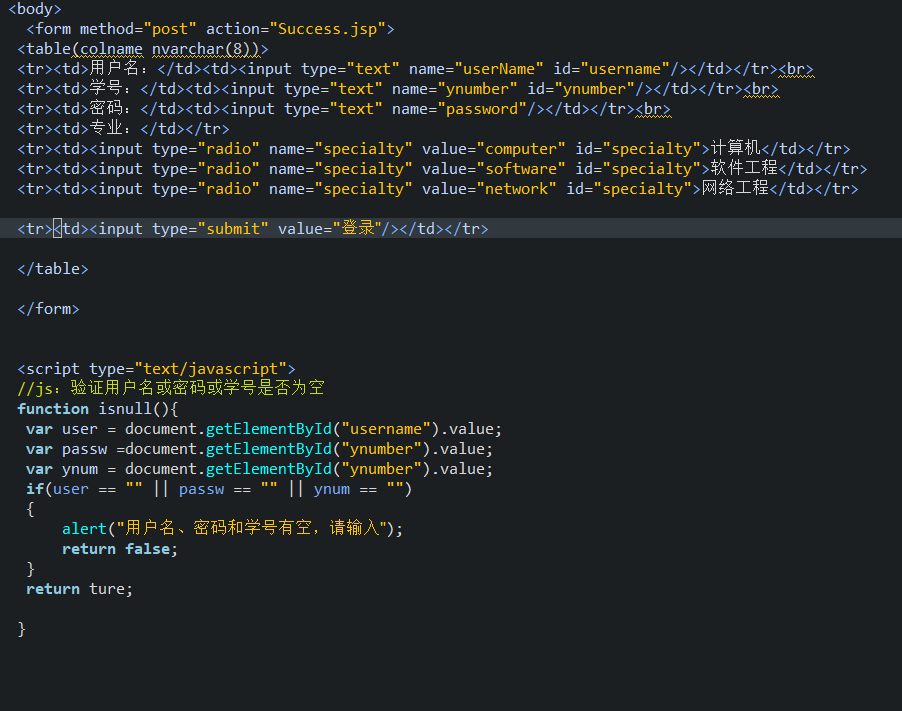 <body>
<form method="post" action="Success.jsp">
<table(colname nvarchar(8))>
<tr><td>用户名：</td><td><input type="text" name="userName" id="username"/></td></tr><br>
<tr><td>学号：</td><td><input type="text" name="ynumber" id="ynumber"/></td></tr><br>
<tr><td>密码：</td><td><input type="text" name="password"/></td></tr><br>
<tr><td>专业：</td></tr>
<tr><td><input type="radio" name="specialty" value="computer" id="specialty">计算机</td></tr>
<tr><td><input type="radio" name="specialty" value="software" id="specialty">软件工程</td></tr>
<tr><td><input type="radio" name="specialty" value="network" id="specialty">网络工程</td></tr>
<tr><td><input type="submit" value="登录"/></td></tr>
</table>
</form>
<script type="text/javascript">
//js：验证用户名或密码或学号是否为空
function isnull(){
var user = document.getElementById("username").value;
var passw =document.getElementById("ynumber").value;
var ynum = document.getElementById("ynumber").value;
if(user == "" || passw == "" || ynum == "")
{
alert("用户名、密码和学号有空，请输入");
return false;
}
return ture;
}